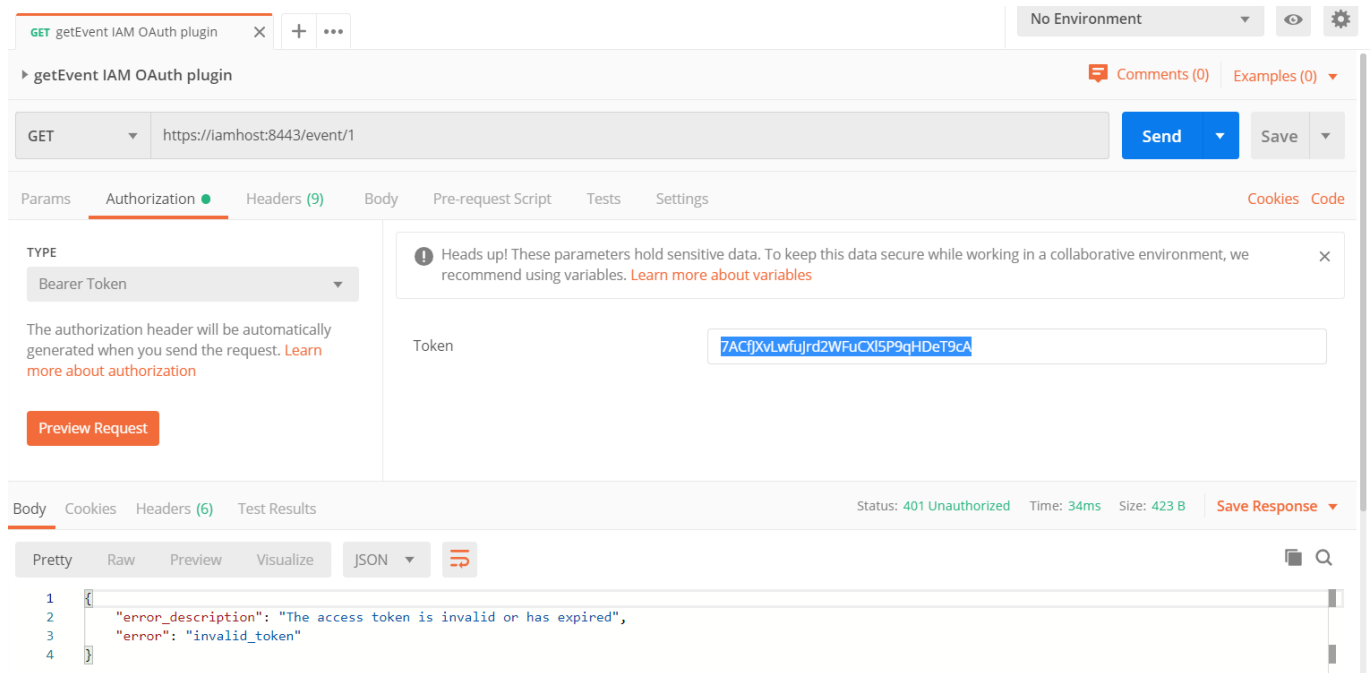 GET getEvent IAM OAuth plugin
No Environment
getEvent IAM OAuth plugin
Comments (0) Examples (0)
GET https://iamhost:8443/event/1 Send Save
Params Authorization Headers (9) Body Pre-request Script Tests Settings Cookies Code
TYPE
Bearer Token
The authorization header will be automatically
generated when you send the request. Learn
more about authorization
Preview Request
Heads up! These parameters hold sensitive data. To keep this data secure while working in a collaborative environment, we
recommend using variables. Learn more about variables
Token 7ACfJXvLwfuJrd2WFuCXl5P9qHDeT9cA
Body Cookies Headers (6) Test Results Status: 401 Unauthorized Time: 34ms Size: 423 B Save Response
Pretty Raw Preview Visualize JSON
1 {
2 "error_description": "The access token is invalid or has expired",
3 "error": "invalid_token"
4 }